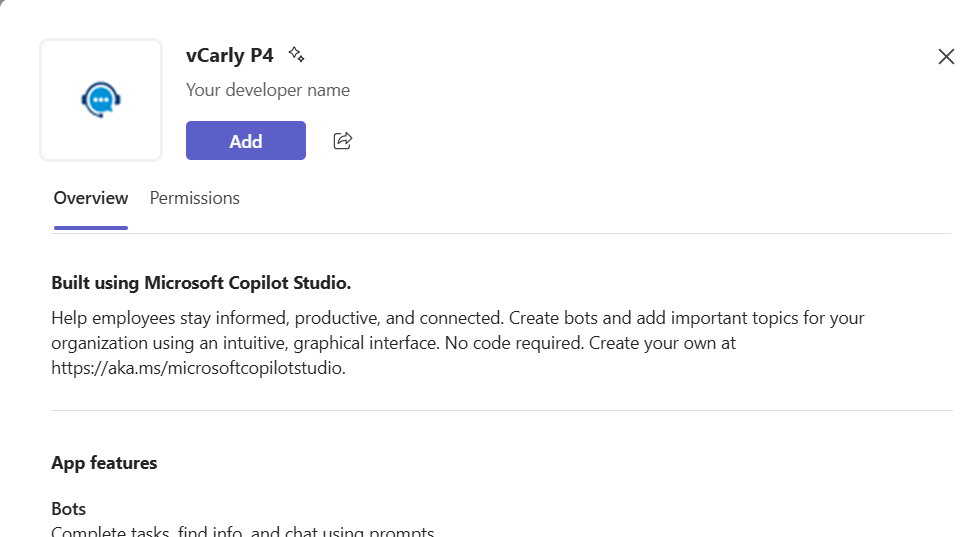 vCarly P4
Your developer name
Add
Overview Permissions
Built using Microsoft Copilot Studio.
Help employees stay informed, productive, and connected. Create bots and add important topics for your
organization using an intuitive, graphical interface. No code required. Create your own at
https://aka.ms/microsoftcopilotstudio.
App features
Bots
Complete tasks, find info, and chat using prompts